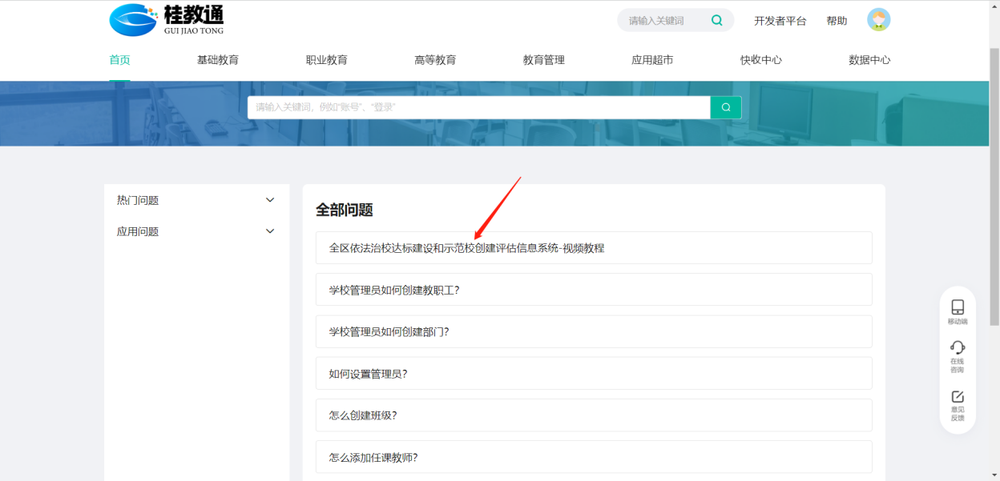 桂教通
GUI JIAO TONG
请输入关键词
开发者平台
帮助
首页
基础教育
职业教育
高等教育
教育管理
应用超市
快收中心
数据中心
请输入关键词，例如“账号”、“登录”
热门问题
应用问题
全部问题
全区依法治校达标建设和示范校创建评估信息系统-视频教程
学校管理员如何创建教职工？
学校管理员如何创建部门？
如何设置管理员？
怎么创建班级？
怎么添加任课教师？
移动端
在线
咨询
意见
反馈